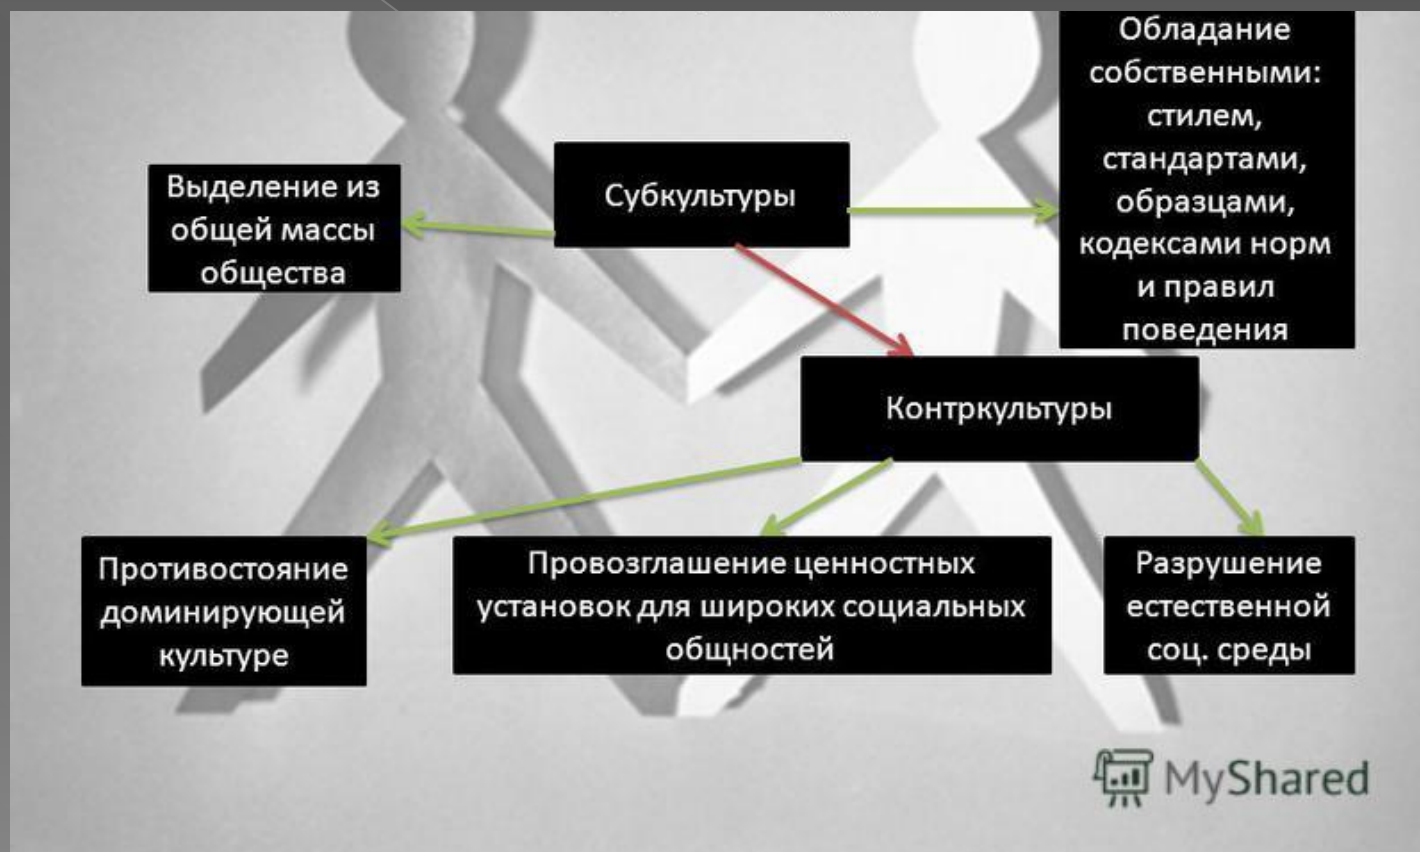 Обладание
собственными:
стилем,
стандартами,
образцами,
кодексами норм
и правил
поведения
Субкультуры
Выделение из
общей массы
общества
Контркультуры
Противостояние
доминирующей
культуре
Провозглашение ценностных
установок для широких социальных
общностей
Разрушение
естественной
соц. среды
MyShared